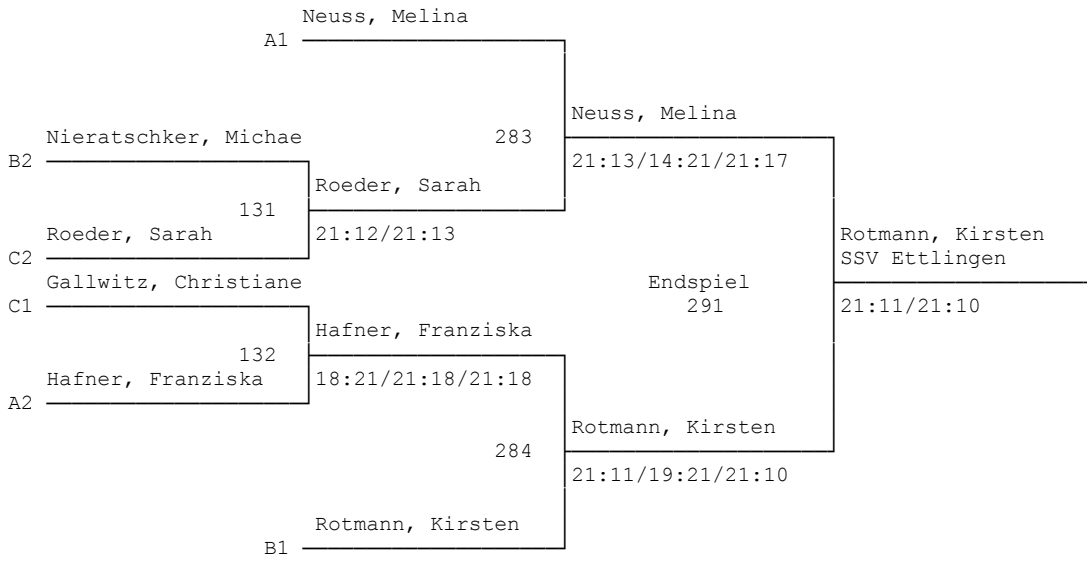 Neuss, Melina
A1
Neuss, Melina
Nieratschker, Michae 283
B2 21:13/14:21/21:17
Roeder, Sarah
131
Roeder, Sarah 21:12/21:13 Rotmann, Kirsten
C2 SSV Ettlingen
Gallwitz, Christiane Endspiel
C1 291 21:11/21:10
Hafner, Franziska
132
Hafner, Franziska 18:21/21:18/21:18
A2
Rotmann, Kirsten
284
21:11/19:21/21:10
Rotmann, Kirsten
B1